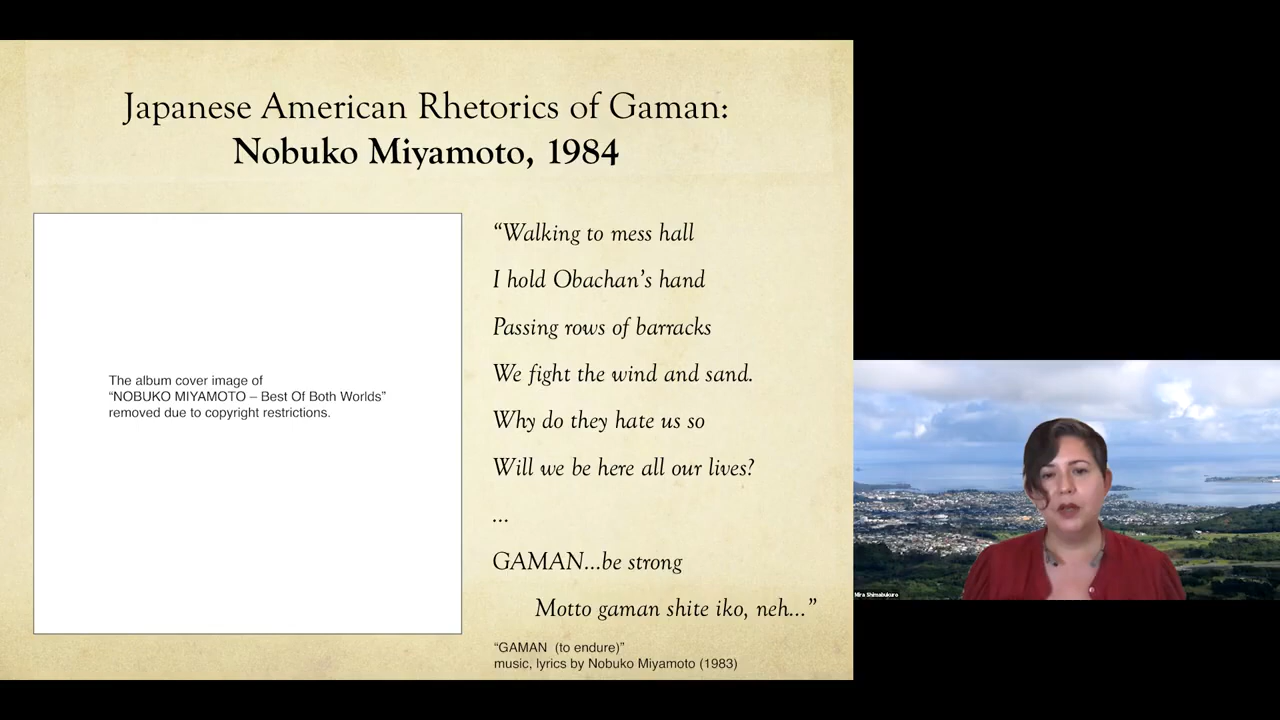 Japanese American Rhetorics of Gaman:
Nobuko Miyamoto, 1984
The album cover image of
“NOBUKO MIYAMOTO – Best Of Both Worlds”
removed due to copyright restrictions.
“Walking to mess hall
I hold Obachan’s hand
Passing rows of barracks
We fight the wind and sand.
Why do they hate us so
Will we be here all our lives?
...
GAMAN...be strong
Motto gaman shite iko, neh...”
“GAMAN (to endure)”
music, lyrics by Nobuko Miyamoto (1983)
Mira Shimabukuro